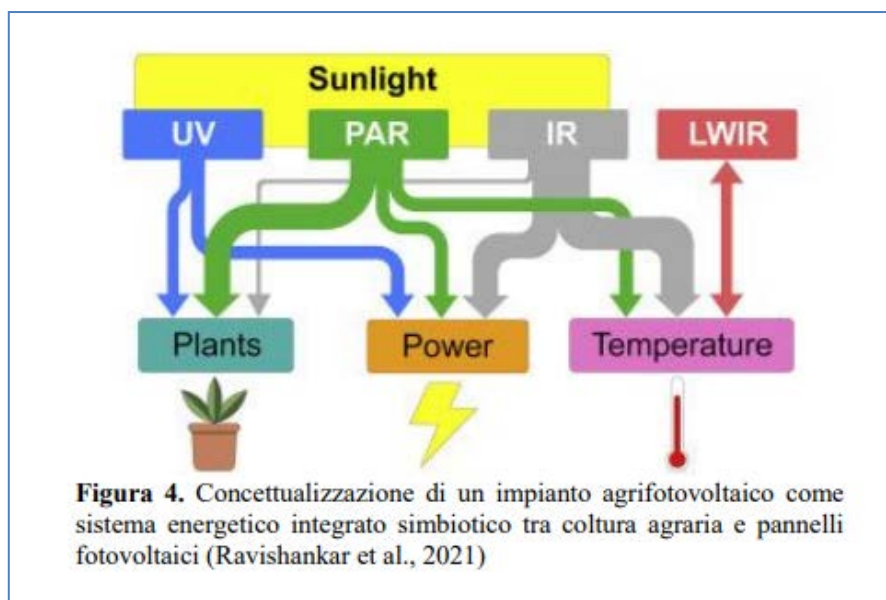 Sunlight
UV PAR IR LWIR
Plants Power Temperature
Figura 4. Concettualizzazione di un impianto agrifotovoltaico come
sistema energetico integrato simbiotico tra coltura agraria e pannelli
fotovoltaici (Ravishankar et al., 2021)